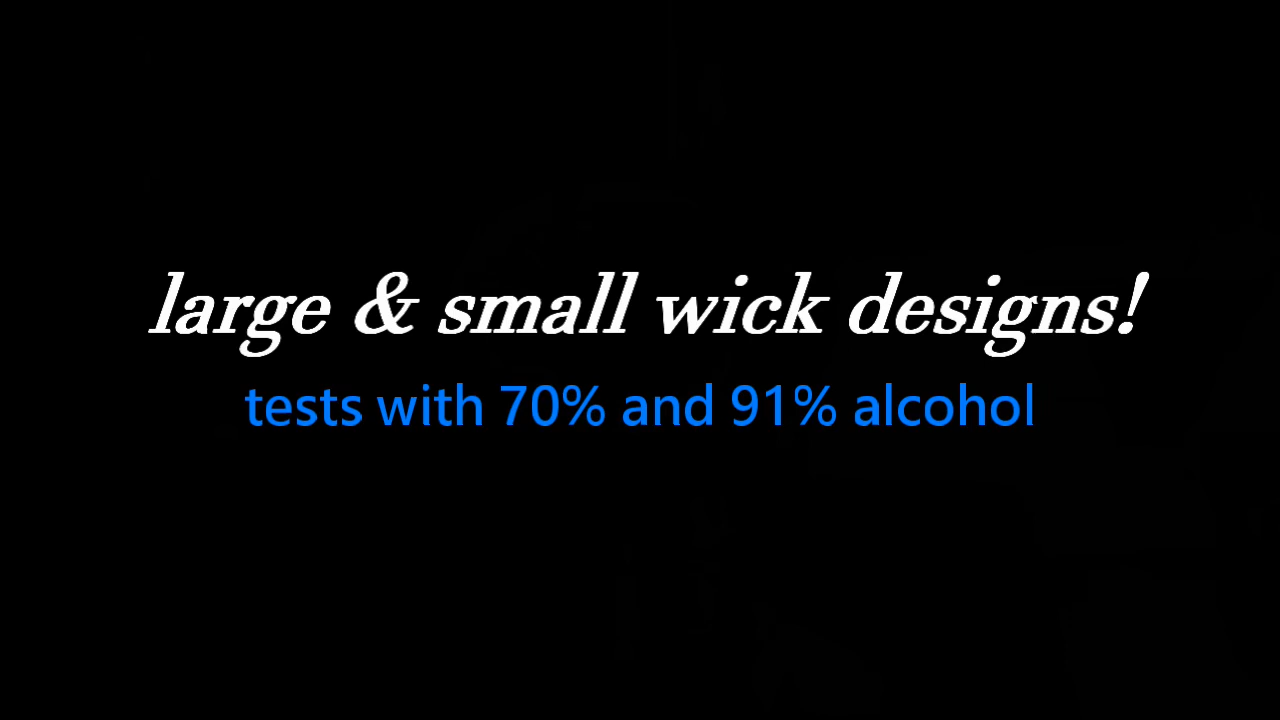 large & small wick designs!
tests with 70% and 91% alcohol